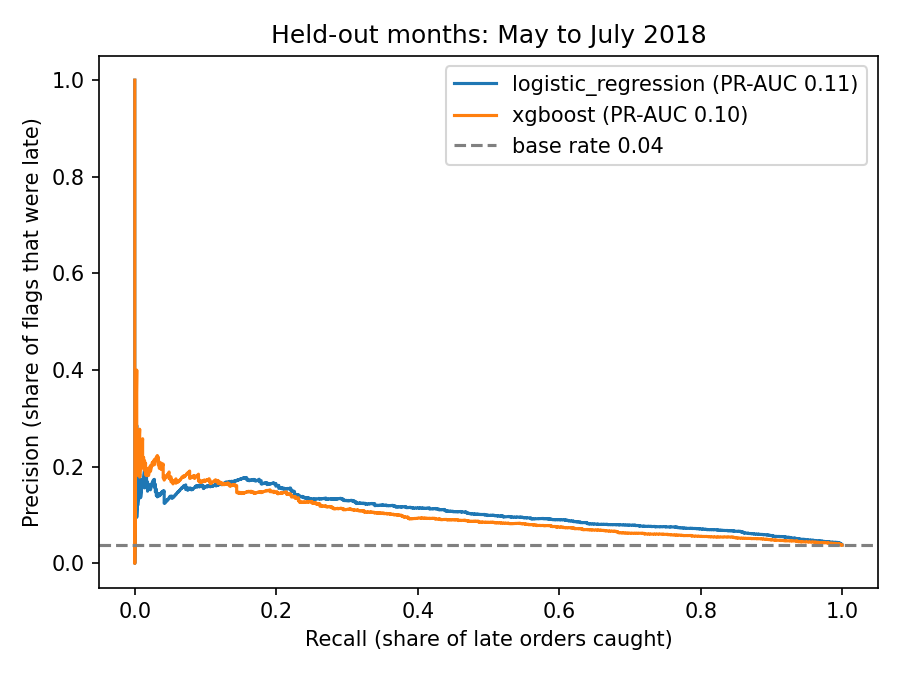 Held-out months: May to July 2018
logistic_regression (PR-AUC 0.11)
xgboost (PR-AUC 0.10)
base rate 0.04
Precision (share of flags that were late)
1.0
0.8
0.6
0.4
0.2
0.0
0.0 0.2 0.4 0.6 0.8 1.0
Recall (share of late orders caught)